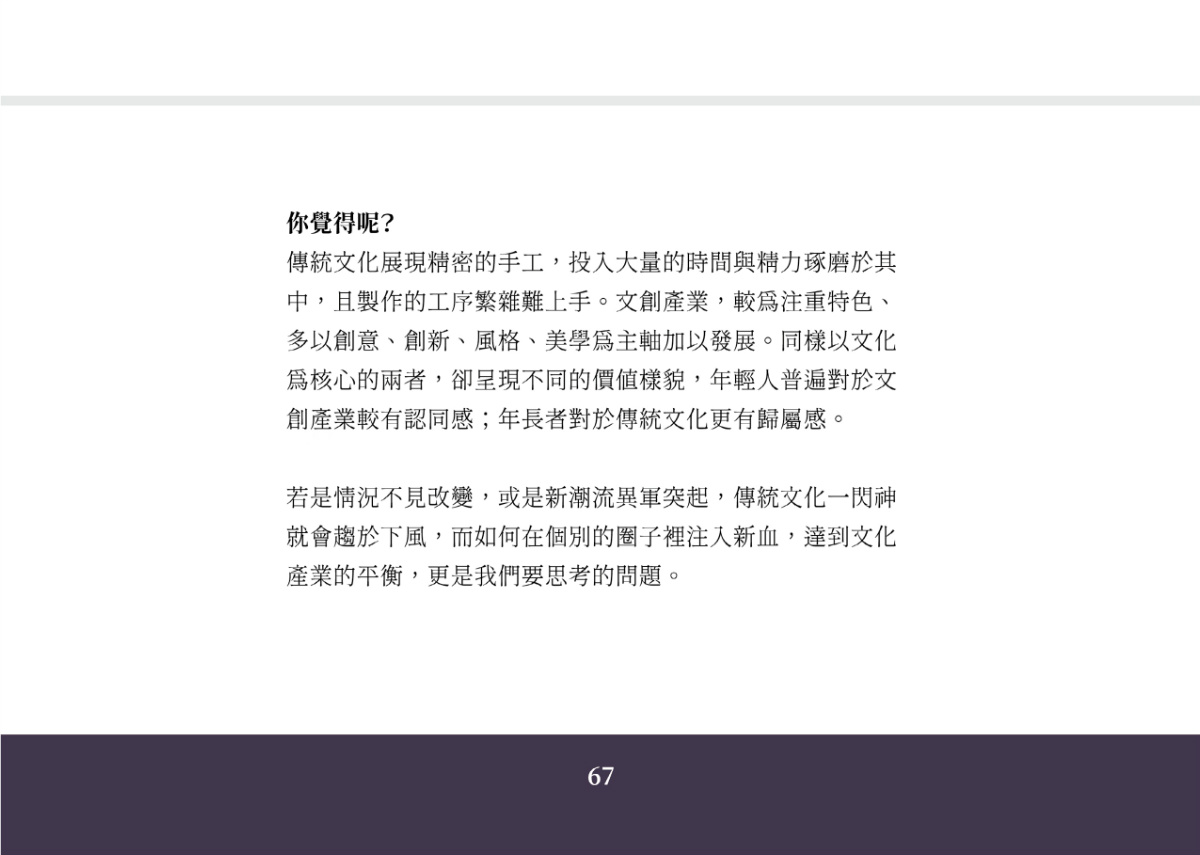 你覺得呢？
傳統文化展現精密的手工，投入大量的時間與精力琢磨於其
中，且製作的工序繁雜難上手。文創產業，較爲注重特色、
多以創意、創新、風格、美學爲主軸加以發展。同樣以文化
爲核心的兩者，卻呈現不同的價值樣貌，年輕人普遍對於文
創產業較有認同感；年長者對於傳統文化更有歸屬感。
若是情況不見改變，或是新潮流異軍突起，傳統文化一閃神
就會趨於下風，而如何在個別的圈子裡注入新血，達到文化
產業的平衡，更是我們要思考的問題。
67